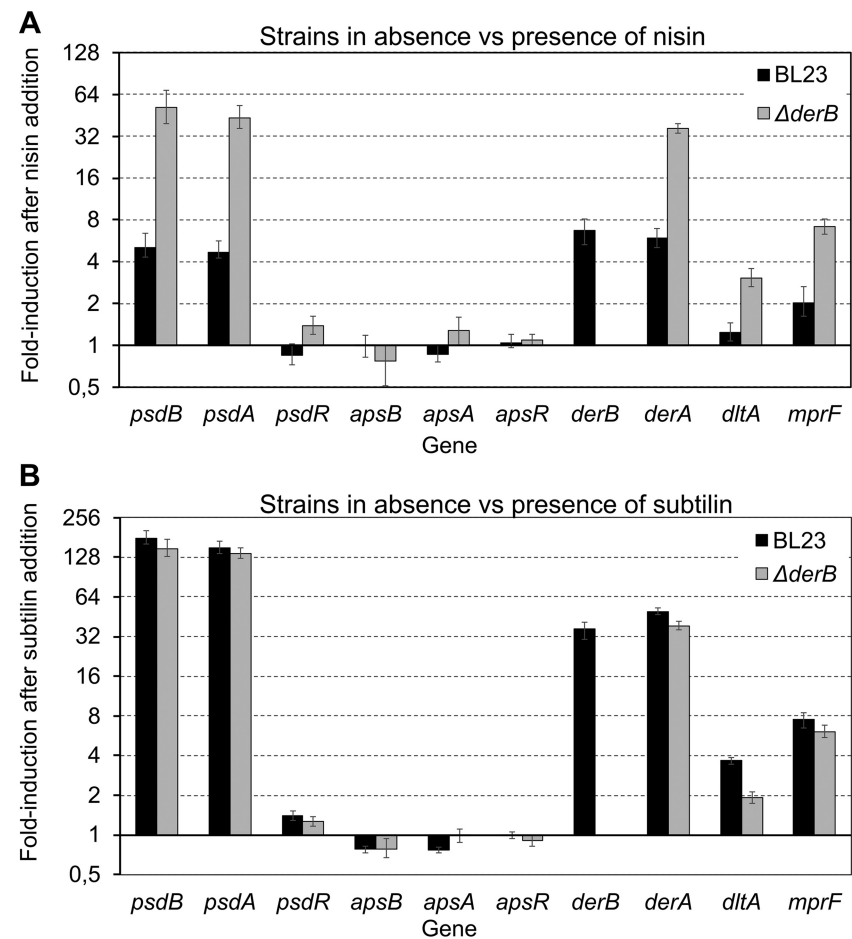 A
Strains in absence vs presence of nisin
Fold-induction after nisin addition
128
64
32
16
8
4
2
1
0,5
BL23
ΔderB
psdB psdA psdR apsB apsA apsR derB derA dltA mprF
Gene
B
Strains in absence vs presence of subtilin
Fold-induction after subtilin addition
256
128
64
32
16
8
4
2
1
0,5
BL23
ΔderB
psdB psdA psdR apsB apsA apsR derB derA dltA mprF
Gene